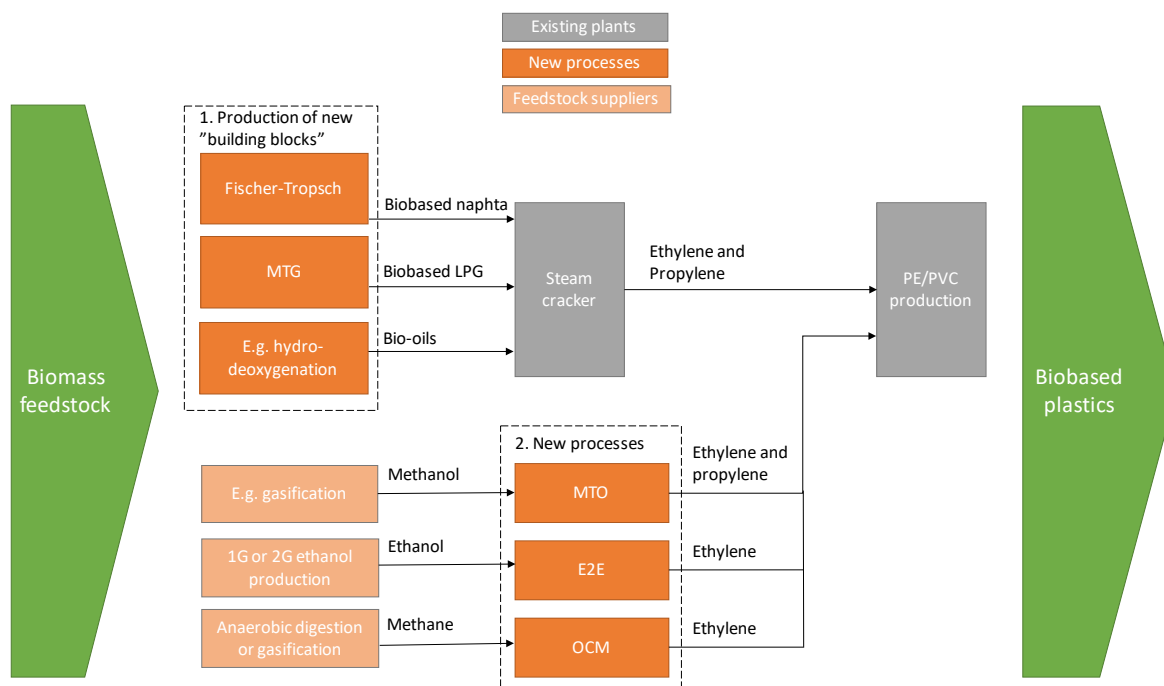 Existing plants
New processes
Feedstock suppliers
1. Production of new
”building blocks”
Fischer-Tropsch
Biobased naphta
MTG
Biobased LPG
E.g. hydro-
deoxygenation
Bio-oils
Steam
cracker
Ethylene and
Propylene
PE/PVC
production
Biomass
feedstock
Biobased
plastics
2. New processes
E.g. gasification
Methanol
MTO
Ethylene and
propylene
1G or 2G ethanol
production
Ethanol
E2E
Ethylene
Anaerobic digestion
or gasification
Methane
OCM
Ethylene